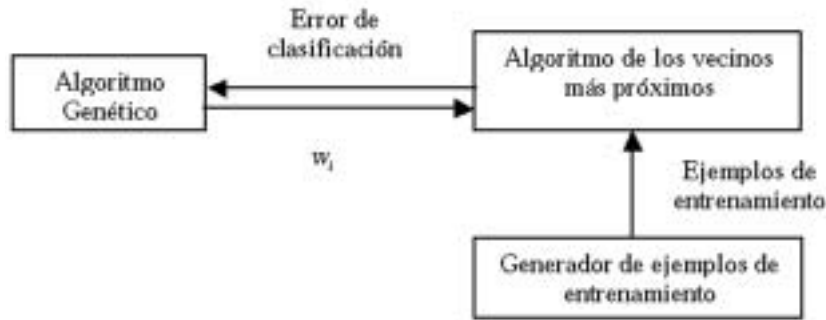 Error de
clasificación
Algoritmo
Genético
Algoritmo de los vecinos
más próximos
w_i
Ejemplos de
entrenamiento
Generador de ejemplos de
entrenamiento